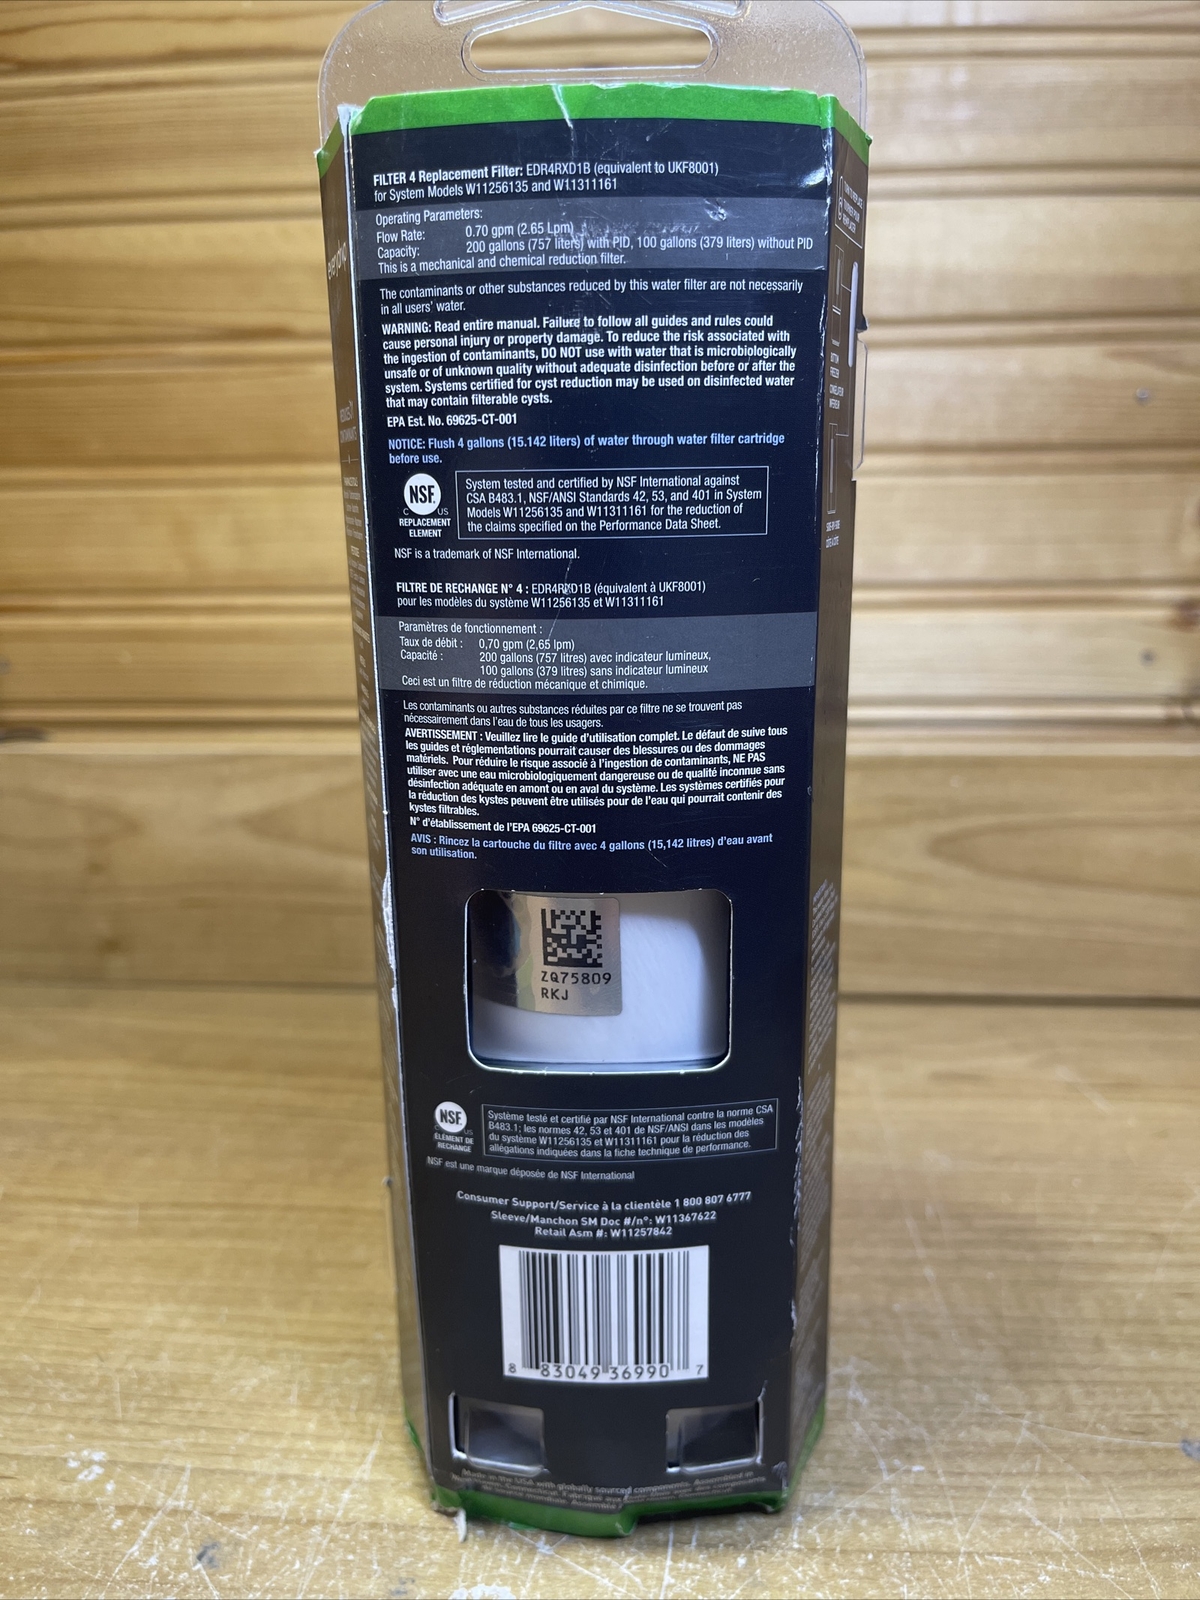 FILTER 4 Replacement Filter: EDR4RXD1B (equivalent to UKF8001)
for System Models W11256135 and W11311161
Operating Parameters:
Flow Rate: 0.70 gpm (2.65 Lpm)
Capacity: 200 gallons (757 liters) with PID, 100 gallons (379 liters) without PID
This is a mechanical and chemical reduction filter.
The contaminants or other substances reduced by this water filter are not necessarily
in all users' water.
WARNING: Read entire manual. Failure to follow all guides and rules could
cause personal injury or property damage. To reduce the risk associated with
the ingestion of contaminants, DO NOT use with water that is microbiologically
unsafe or of unknown quality without adequate disinfection before or after the
system. Systems certified for cyst reduction may be used on disinfected water
that may contain filterable cysts.
EPA Est. No. 69625-CT-001
NOTICE: Flush 4 gallons (15.142 liters) of water through water filter cartridge
before use.
NSF
C US
REPLACEMENT
ELEMENT
System tested and certified by NSF International against
CSA B483.1, NSF/ANSI Standards 42, 53, and 401 in System
Models W11256135 and W11311161 for the reduction of
the claims specified on the Performance Data Sheet.
NSF is a trademark of NSF International.
FILTRE DE RECHANGE N° 4 : EDR4RXD1B (équivalent à UKF8001)
pour les modèles du système W11256135 et W11311161
Paramètres de fonctionnement :
Taux de débit : 0,70 gpm (2,65 lpm)
Capacité : 200 gallons (757 litres) avec indicateur lumineux,
100 gallons (379 litres) sans indicateur lumineux
Ceci est un filtre de réduction mécanique et chimique.
Les contaminants ou autres substances réduites par ce filtre ne se trouvent pas
nécessairement dans l'eau de tous les usagers.
AVERTISSEMENT : Veuillez lire le guide d'utilisation complet. Le défaut de suive tous
les guides et réglementations pourrait causer des blessures ou des dommages
matériels. Pour réduire le risque associé à l'ingestion de contaminants, NE PAS
utiliser avec une eau microbiologiquement dangereuse ou de qualité inconnue sans
désinfection adéquate en amont ou en aval du système. Les systèmes certifiés pour
la réduction des kystes peuvent être utilisés pour de l'eau qui pourrait contenir des
kystes filtrables.
N° d'établissement de l'EPA 69625-CT-001
AVIS : Rincez la cartouche du filtre avec 4 gallons (15,142 litres) d'eau avant
son utilisation.
ZQ75809
RKJ
NSF
C US
ÉLÉMENT DE
RECHANGE
Système testé et certifié par NSF International contre la norme CSA
B483.1; les normes 42, 53 et 401 de NSF/ANSI dans les modèles
du système W11256135 et W11311161 pour la réduction des
allégations indiquées dans la fiche technique de performance.
NSF est une marque déposée de NSF International
Consumer Support/Service à la clientèle 1 800 807 6777
Sleeve/Manchon SM Doc #/n°: W11367622
Retail Asm #: W11257842
8 83049 36990 7
Made in the USA with globally sourced components. Assembled in